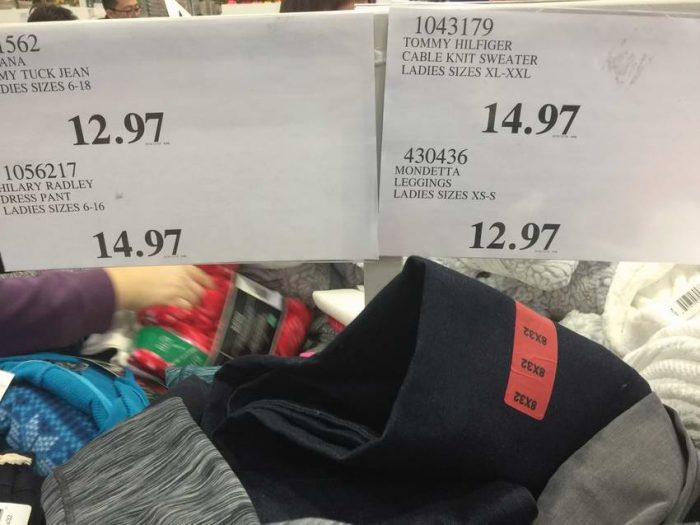 1562
ANA
MY TUCK JEAN
DIES SIZES 6-18
12.97
1056217
HILARY RADLEY
DRESS PANT
LADIES SIZES 6-16
14.97
1043179
TOMMY HILFIGER
CABLE KNIT SWEATER
LADIES SIZES XL-XXL
14.97
430436
MONDETTA
LEGGINGS
LADIES SIZES XS-S
12.97
8X32
8X32
8X32